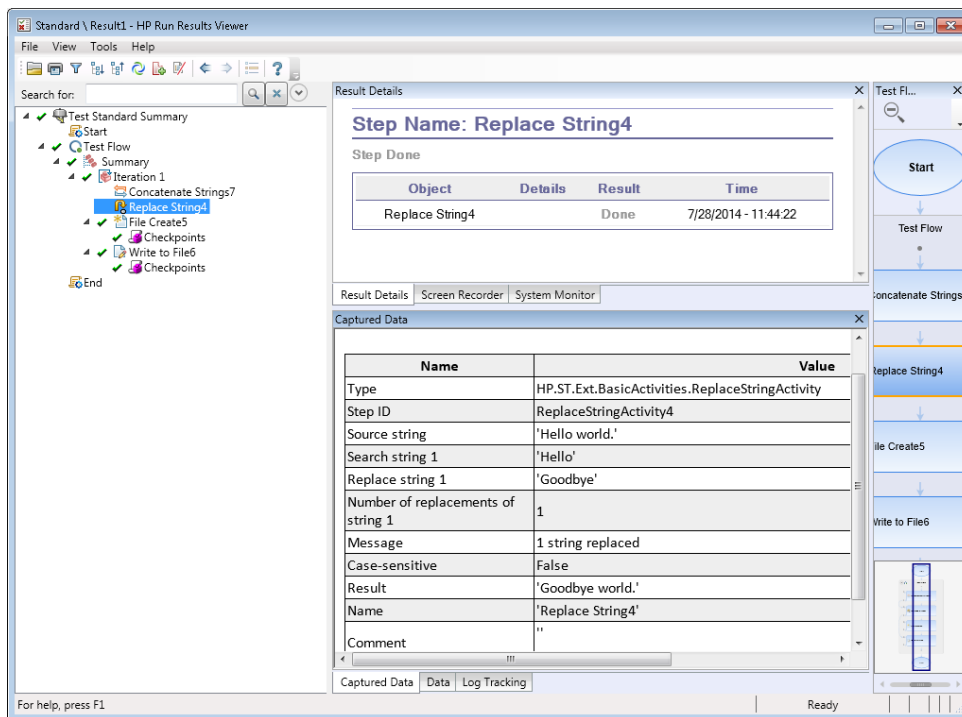 Standard \ Result1 - HP Run Results Viewer
File View Tools Help
Search for:
Test Standard Summary
Start
Test Flow
Summary
Iteration 1
Concatenate Strings7
Replace String4
File Create5
Checkpoints
Write to File6
Checkpoints
End
Result Details
Step Name: Replace String4
Step Done
Object Details Result Time
Replace String4 Done 7/28/2014 - 11:44:22
Result Details Screen Recorder System Monitor
Captured Data
Name Value
Type HP.ST.Ext.BasicActivities.ReplaceStringActivity
Step ID ReplaceStringActivity4
Source string 'Hello world.'
Search string 1 'Hello'
Replace string 1 'Goodbye'
Number of replacements of
string 1 1
Message 1 string replaced
Case-sensitive False
Result 'Goodbye world.'
Name 'Replace String4'
Comment ''
Captured Data Data Log Tracking
Test Fl...
Start
Test Flow
Concatenate Strings
Replace String4
File Create5
Write to File6
For help, press F1
Ready